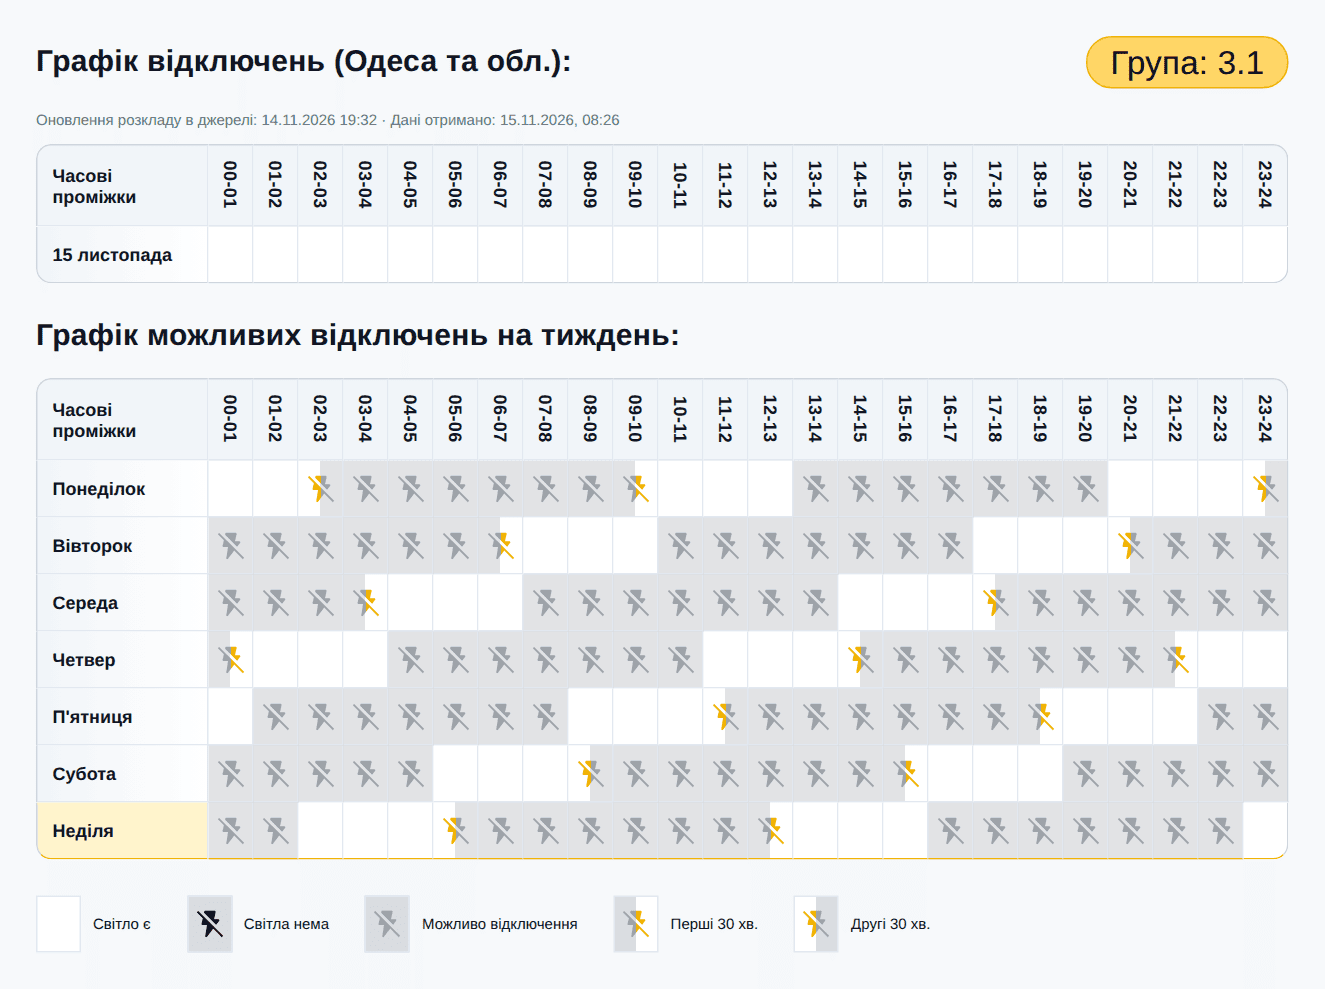 Графік відключень (Одеса та обл.):
Група: 3.1
Оновлення розкладу в джерелі: 14.11.2026 19:32 · Дані отримано: 15.11.2026, 08:26
Часові проміжки 00-01 01-02 02-03 03-04 04-05 05-06 06-07 07-08 08-09 09-10 10-11 11-12 12-13 13-14 14-15 15-16 16-17 17-18 18-19 19-20 20-21 21-22 22-23 23-24
15 листопада
Графік можливих відключень на тиждень:
Часові проміжки 00-01 01-02 02-03 03-04 04-05 05-06 06-07 07-08 08-09 09-10 10-11 11-12 12-13 13-14 14-15 15-16 16-17 17-18 18-19 19-20 20-21 21-22 22-23 23-24
Понеділок
Вівторок
Середа
Четвер
П'ятниця
Субота
Неділя
Світло є Світла нема Можливо відключення Перші 30 хв. Другі 30 хв.